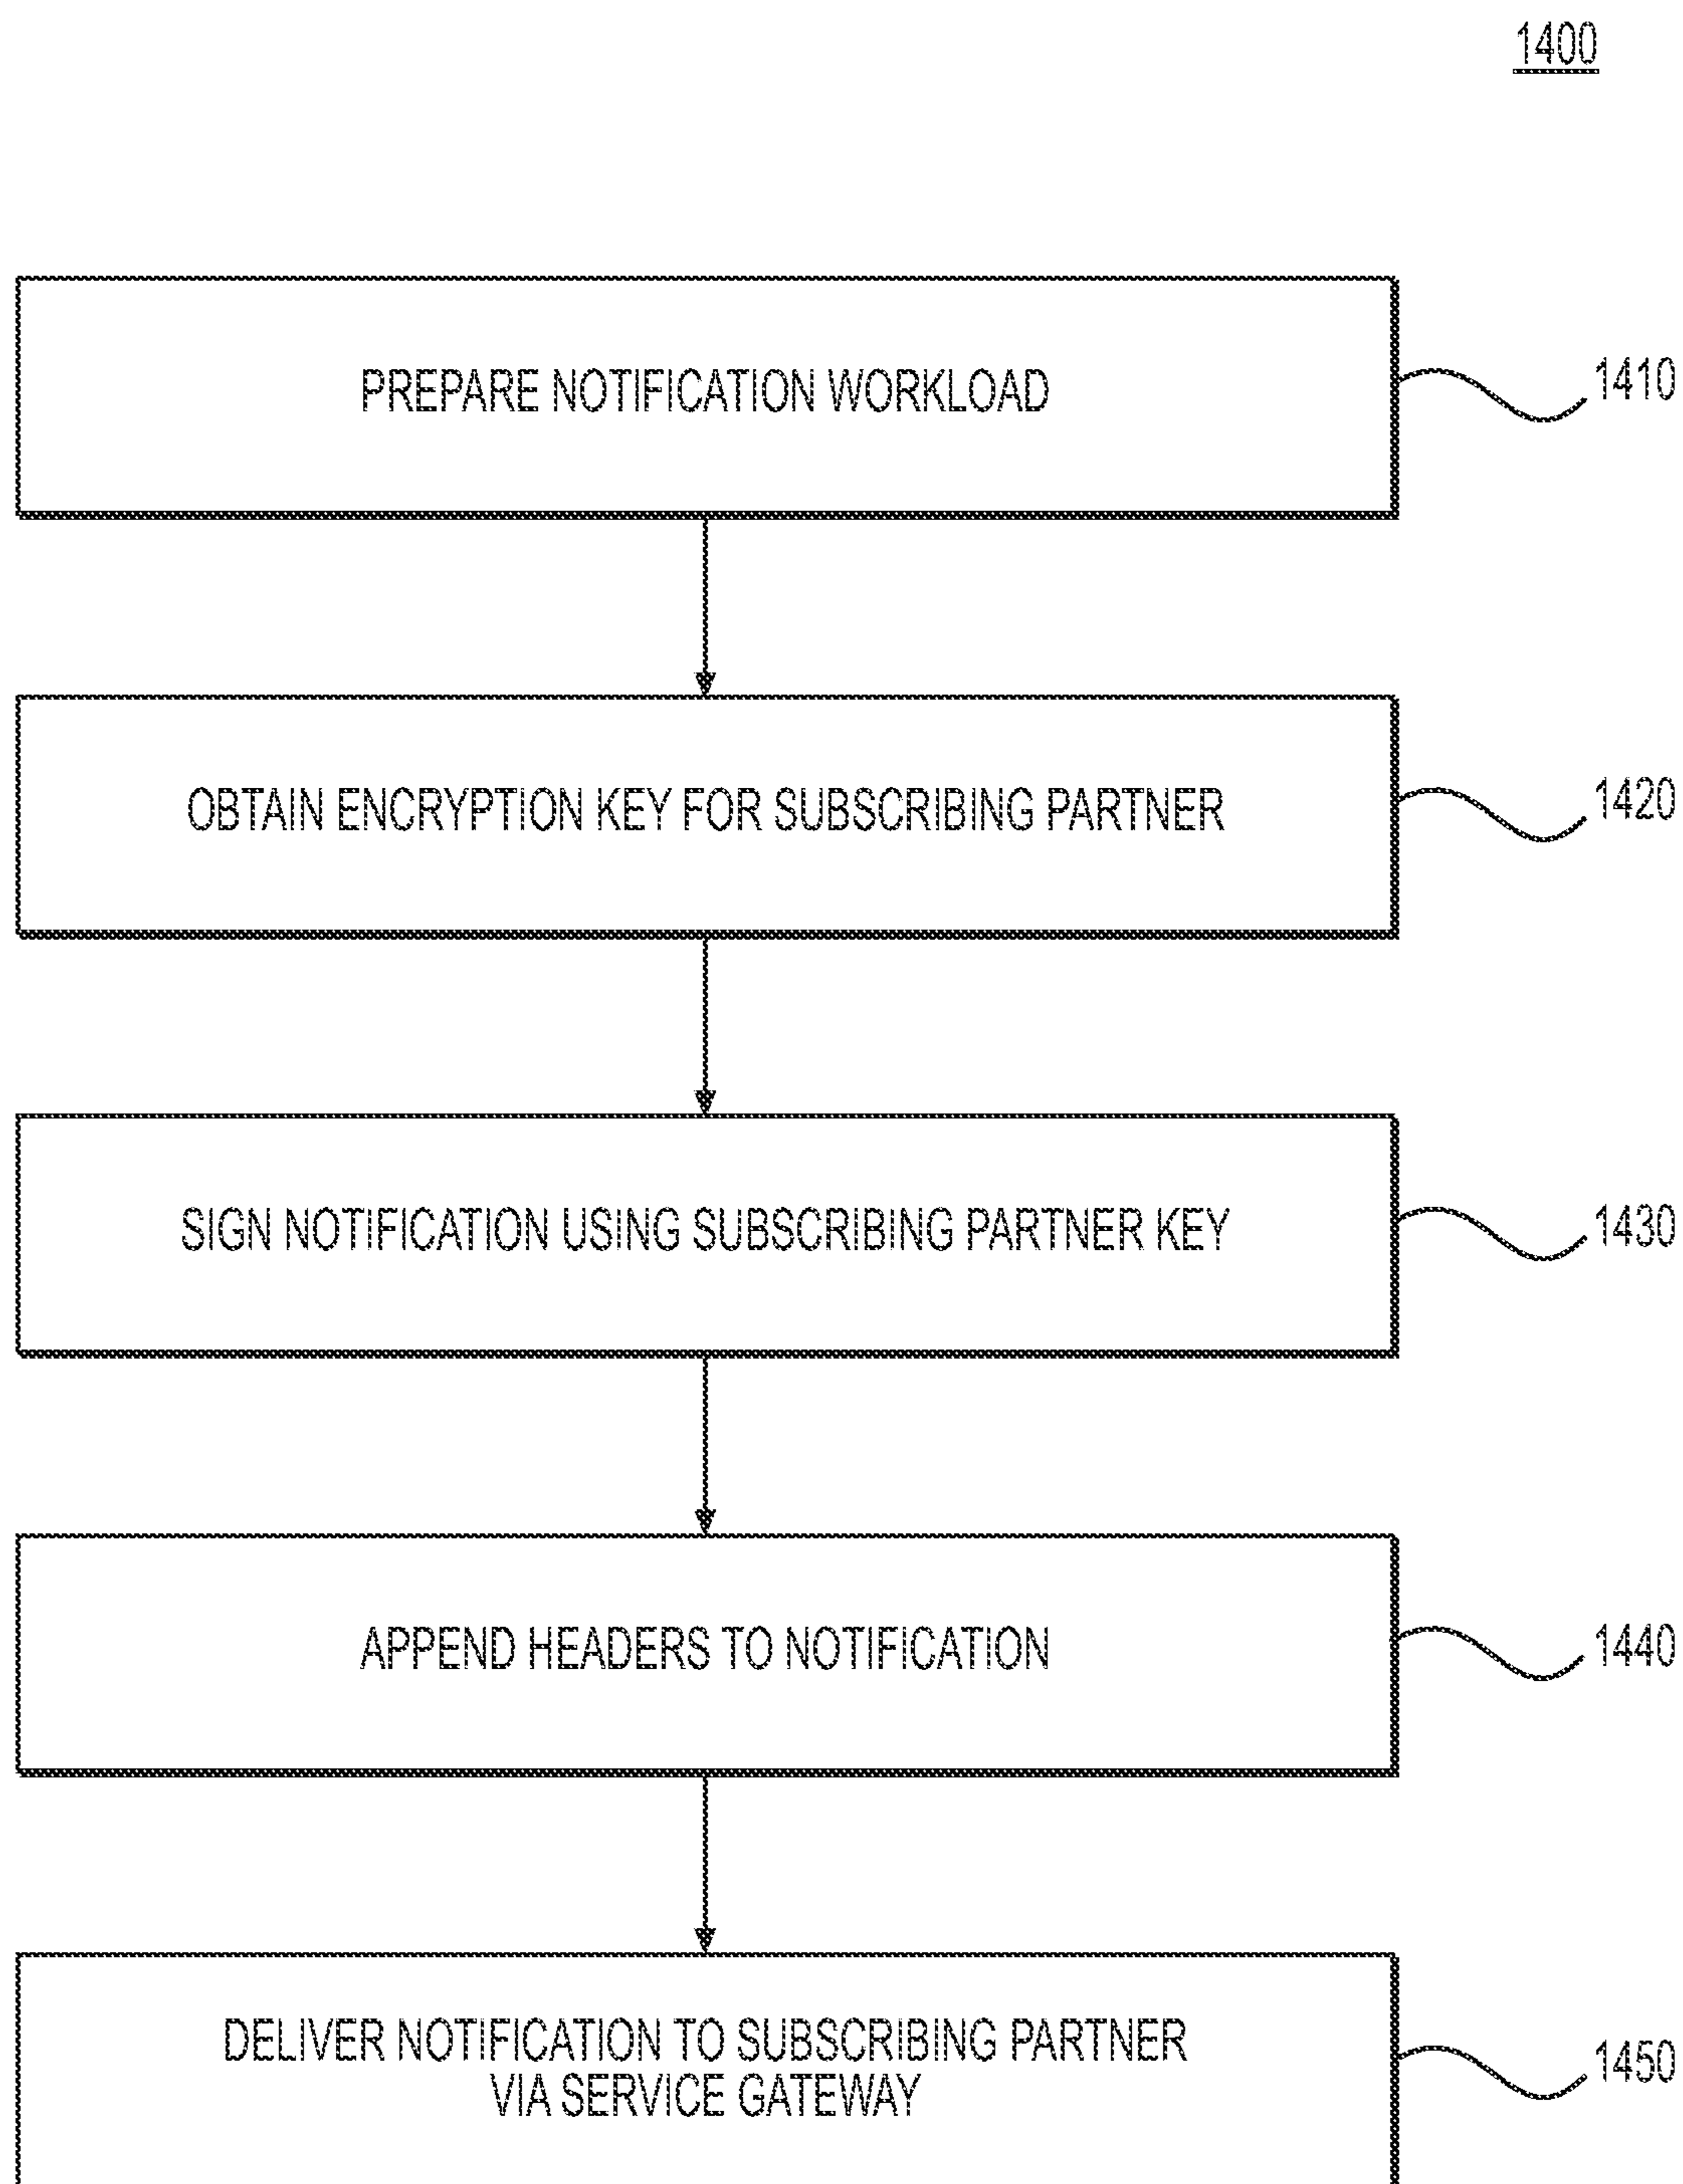 1400
PREPARE NOTIFICATION WORKLOAD
1410
OBTAIN ENCRYPTION KEY FOR SUBSCRIBING PARTNER
1420
SIGN NOTIFICATION USING SUBSCRIBING PARTNER KEY
1430
APPEND HEADERS TO NOTIFICATION
1440
DELIVER NOTIFICATION TO SUBSCRIBING PARTNER
VIA SERVICE GATEWAY
1450